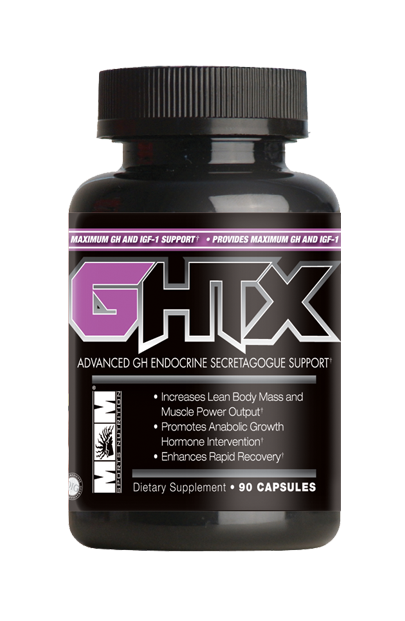 MAXIMUM GH AND IGF-1 SUPPORT† • PROVIDES MAXIMUM GH AND IGF-1
GHTX
ADVANCED GH ENDOCRINE SECRETAGOGUE SUPPORT†
• Increases Lean Body Mass and
Muscle Power Output†
• Promotes Anabolic Growth
Hormone Intervention†
• Enhances Rapid Recovery†
SPORTS NUTRITION
Dietary Supplement • 90 CAPSULES